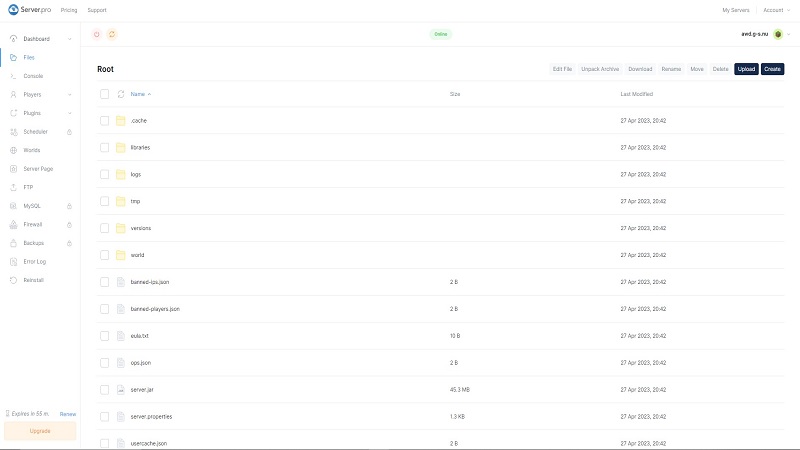 Server.pro Pricing Support My Servers Account
Dashboard Online awd.g-s.nu
Files
Root Edit File Unpack Archive Download Rename Move Delete Upload Create
Console
Players Name Size Last Modified
Plugins
.cache 27 Apr 2023, 20:42
Scheduler
libraries 27 Apr 2023, 20:42
Worlds
Server Page
logs 27 Apr 2023, 20:42
FTP
tmp 27 Apr 2023, 20:42
MySQL
Firewall
versions 27 Apr 2023, 20:42
Backups
world 27 Apr 2023, 20:42
Error Log
Reinstall
banned-ips.json 2 B 27 Apr 2023, 20:42
banned-players.json 2 B 27 Apr 2023, 20:42
eula.txt 10 B 27 Apr 2023, 20:42
ops.json 2 B 27 Apr 2023, 20:42
server.jar 45.3 MB 27 Apr 2023, 20:42
Expires in 55 m. Renew
server.properties 1.3 KB 27 Apr 2023, 20:42
Upgrade
usercache.json 2 B 27 Apr 2023, 20:42